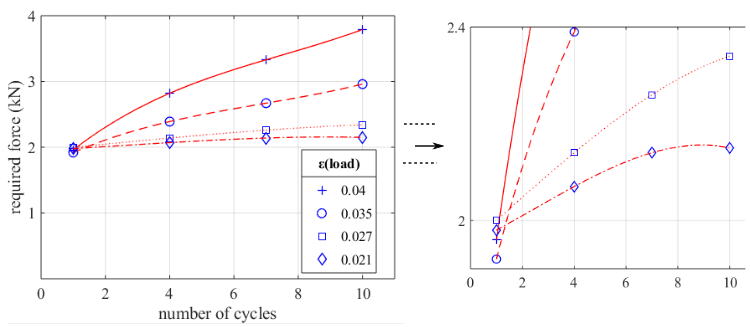 4
3
2
1
required force (kN)
0 2 4 6 8 10
number of cycles
ε(load)
0.04
0.035
0.027
0.021
2.4
2
0 2 4 6 8 10